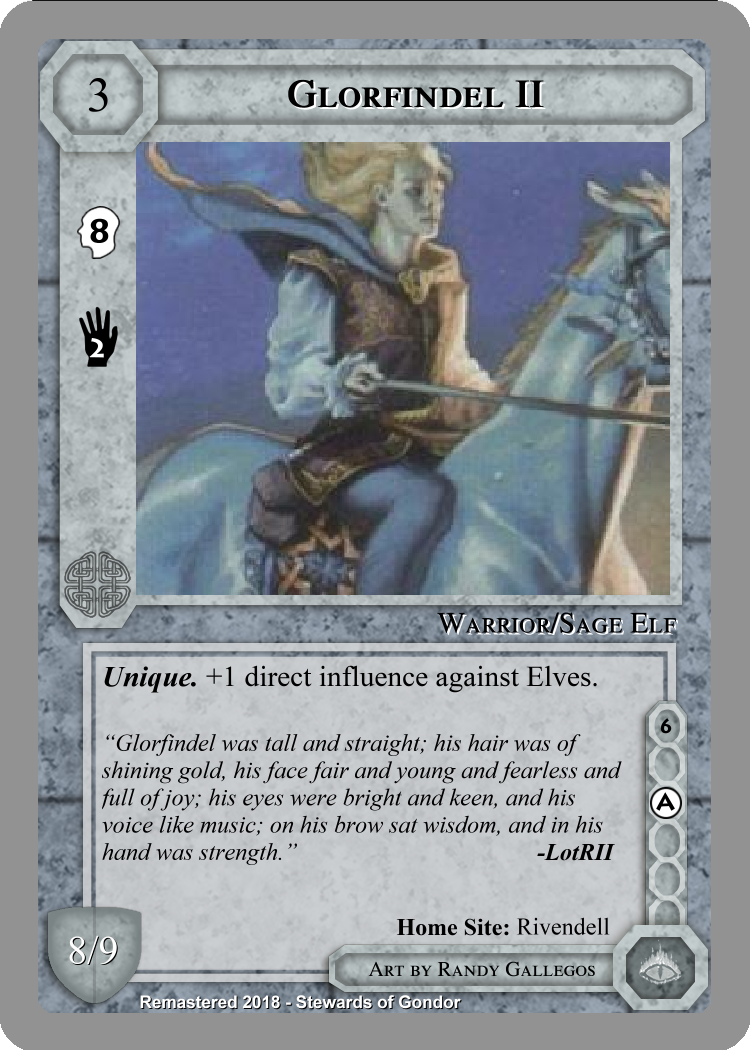 3
Glorfindel II
8
2
Warrior/Sage Elf
Unique. +1 direct influence against Elves.
“Glorfindel was tall and straight; his hair was of
shining gold, his face fair and young and fearless and
full of joy; his eyes were bright and keen, and his
voice like music; on his brow sat wisdom, and in his
hand was strength.” -LotRII
6
A
Home Site: Rivendell
8/9
Art by Randy Gallegos
Remastered 2018 - Stewards of Gondor